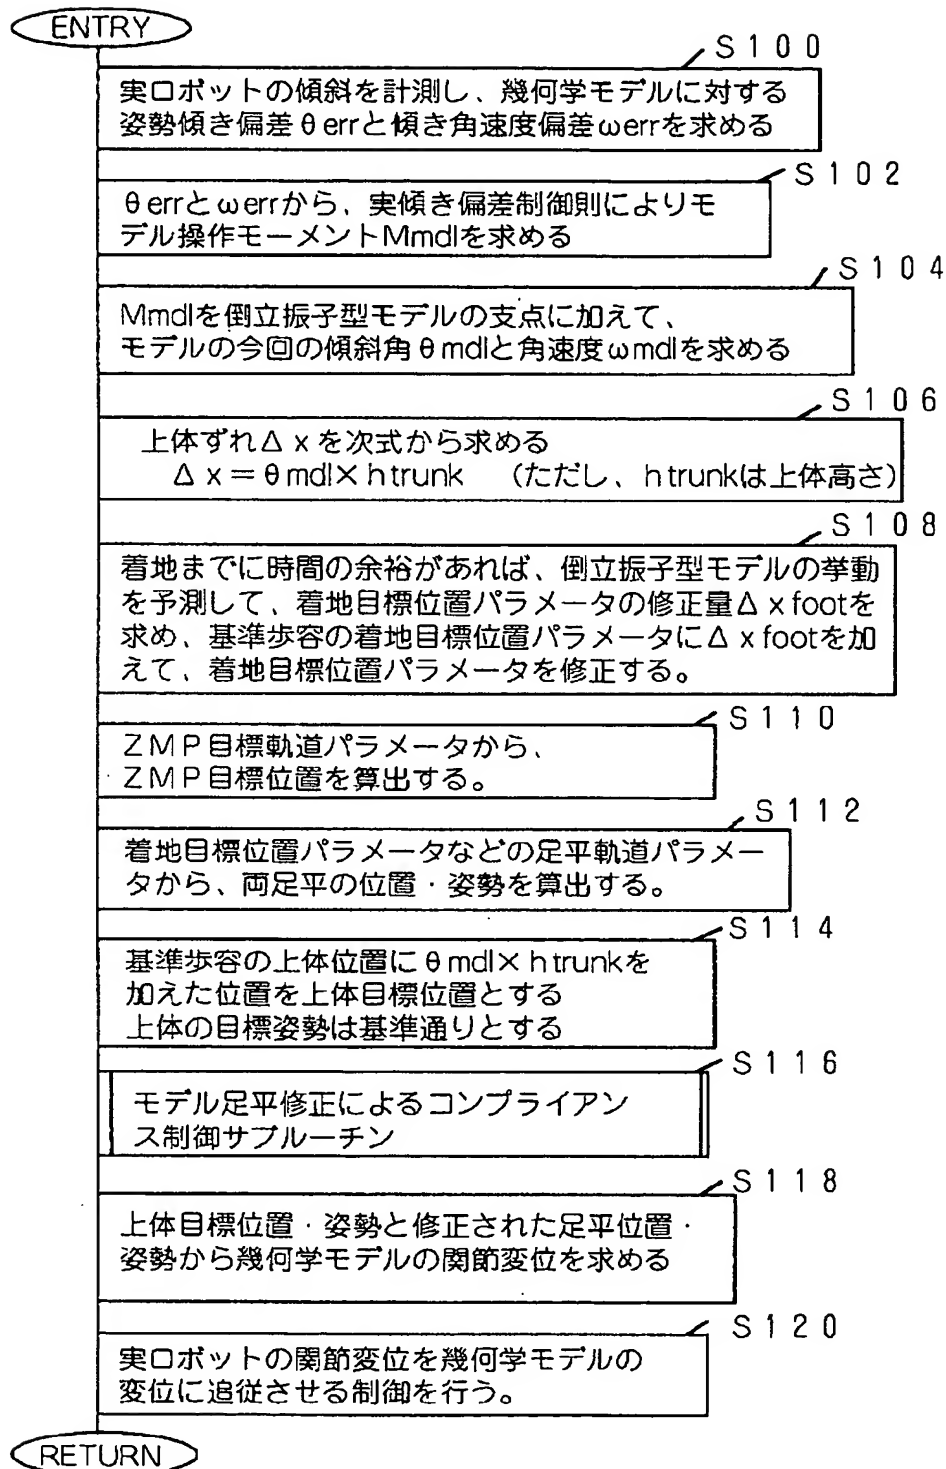 ENTRY
S100
実ロボットの傾斜を計測し、幾何学モデルに対する
姿勢傾き偏差θerrと傾き角速度偏差ωerrを求める
S102
θerrとωerrから、実傾き偏差制御則によりモ
デル操作モーメントMmdlを求める
S104
Mmdlを倒立振子型モデルの支点に加えて、
モデルの今回の傾斜角θmdlと角速度ωmdlを求める
S106
上体ずれΔxを次式から求める
Δx=θmdl×htrunk (ただし、htrunkは上体高さ)
S108
着地までに時間の余裕があれば、倒立振子型モデルの挙動
を予測して、着地目標位置パラメータの修正量Δxfootを
求め、基準歩容の着地目標位置パラメータにΔxfootを加
えて、着地目標位置パラメータを修正する。
S110
ZMP目標軌道パラメータから、
ZMP目標位置を算出する。
S112
着地目標位置パラメータなどの足平軌道パラメー
タから、両足平の位置・姿勢を算出する。
S114
基準歩容の上体位置にθmdl×htrunkを
加えた位置を上体目標位置とする
上体の目標姿勢は基準通りとする
S116
モデル足平修正によるコンプライアン
ス制御サブルーチン
S118
上体目標位置・姿勢と修正された足平位置・
姿勢から幾何学モデルの関節変位を求める
S120
実ロボットの関節変位を幾何学モデルの
変位に追従させる制御を行う。
RETURN